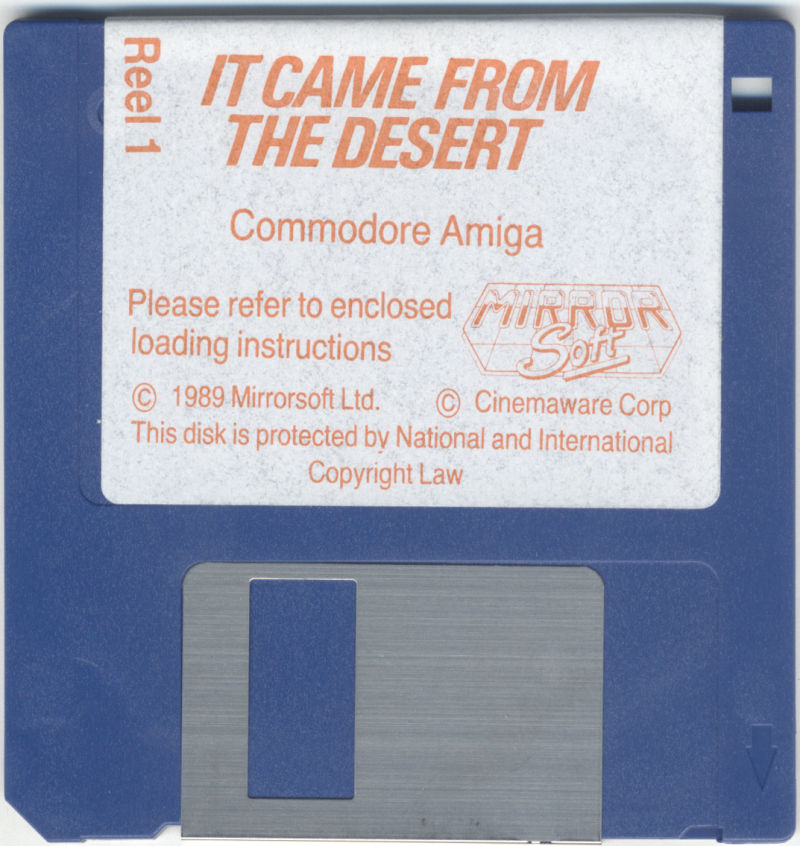 Reel 1
IT CAME FROM
THE DESERT
Commodore Amiga
Please refer to enclosed
loading instructions
MIRROR
Soft
© 1989 Mirrorsoft Ltd. © Cinemaware Corp
This disk is protected by National and International
Copyright Law